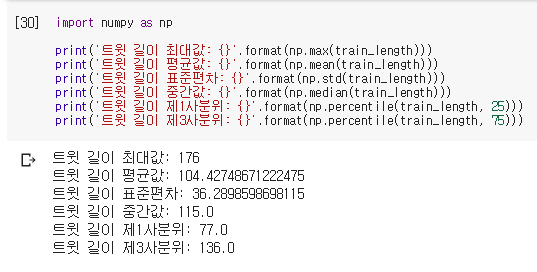 [30] import numpy as np
print('트윗 길이 최대값: {}'.format(np.max(train_length)))
print('트윗 길이 평균값: {}'.format(np.mean(train_length)))
print('트윗 길이 표준편차: {}'.format(np.std(train_length)))
print('트윗 길이 중간값: {}'.format(np.median(train_length)))
print('트윗 길이 제1사분위: {}'.format(np.percentile(train_length, 25)))
print('트윗 길이 제3사분위: {}'.format(np.percentile(train_length, 75)))
트윗 길이 최대값: 176
트윗 길이 평균값: 104.42748671222475
트윗 길이 표준편차: 36.2898598698115
트윗 길이 중간값: 115.0
트윗 길이 제1사분위: 77.0
트윗 길이 제3사분위: 136.0